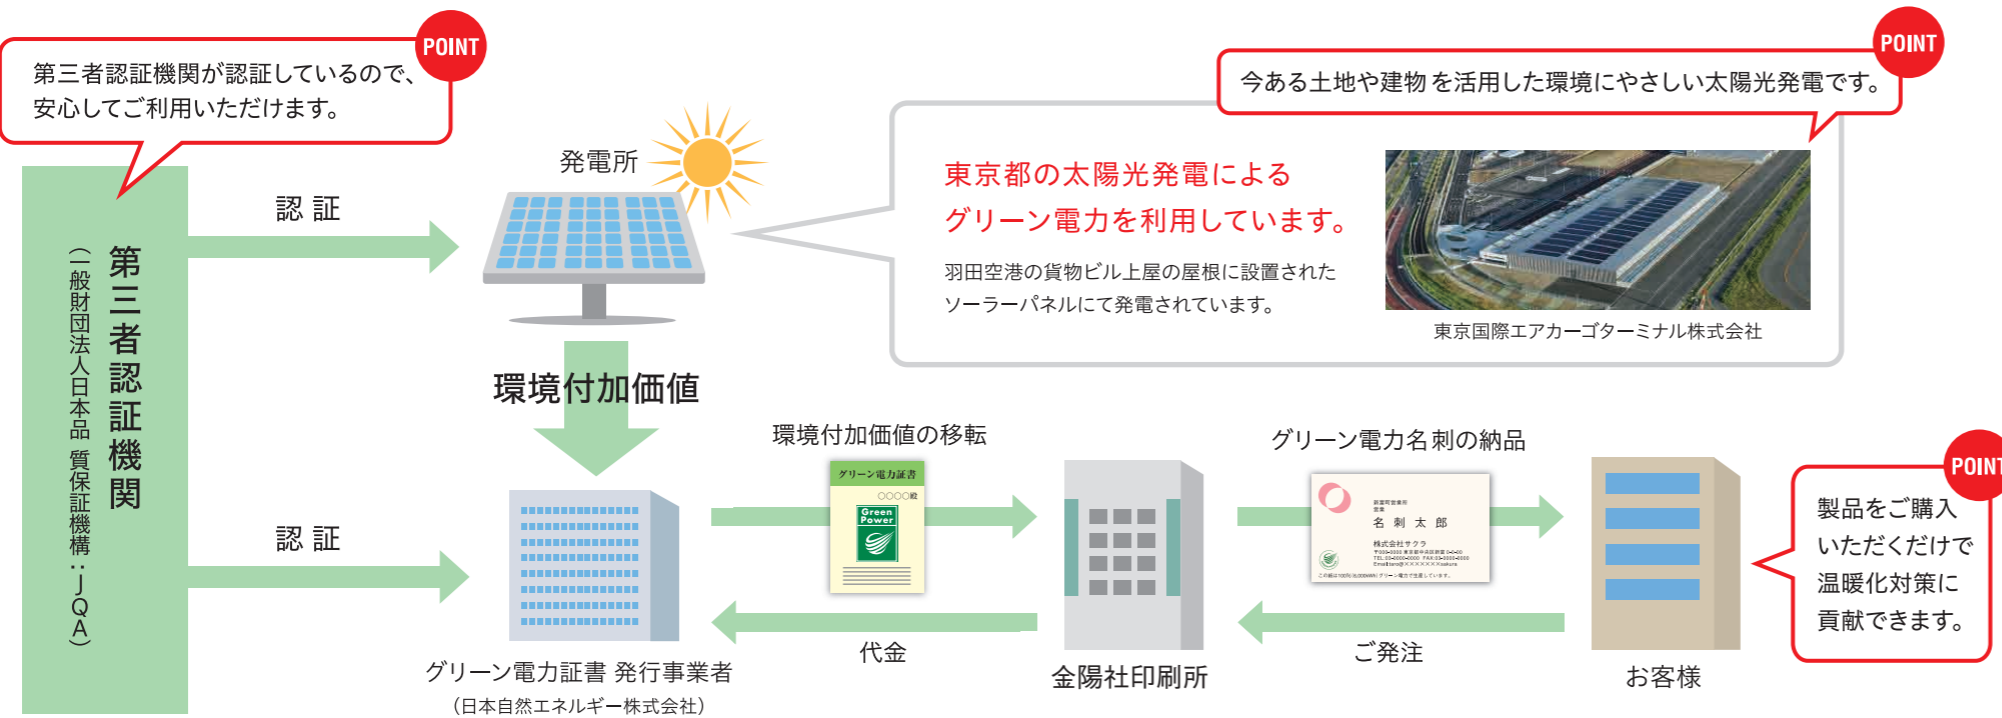 POINT
第三者認証機関が認証しているので、
安心してご利用いただけます。
POINT
今ある土地や建物を活用した環境にやさしい太陽光発電です。
発電所
認証
東京都の太陽光発電による
グリーン電力を利用しています。
羽田空港の貨物ビル上屋の屋根に設置された
ソーラーパネルにて発電されています。
東京国際エアカーゴターミナル株式会社
第三者認証機関
（一般財団法人日本品質保証機構：JQA）
環境付加価値
認証
グリーン電力証書 発行事業者
（日本自然エネルギー株式会社）
環境付加価値の移転
グリーン電力証書
〇〇〇〇殿
Green
Power
代金
金陽社印刷所
グリーン電力名刺の納品
営業
名刺太郎
株式会社サクラ
ご発注
お客様
POINT
製品をご購入
いただくだけで
温暖化対策に
貢献できます。